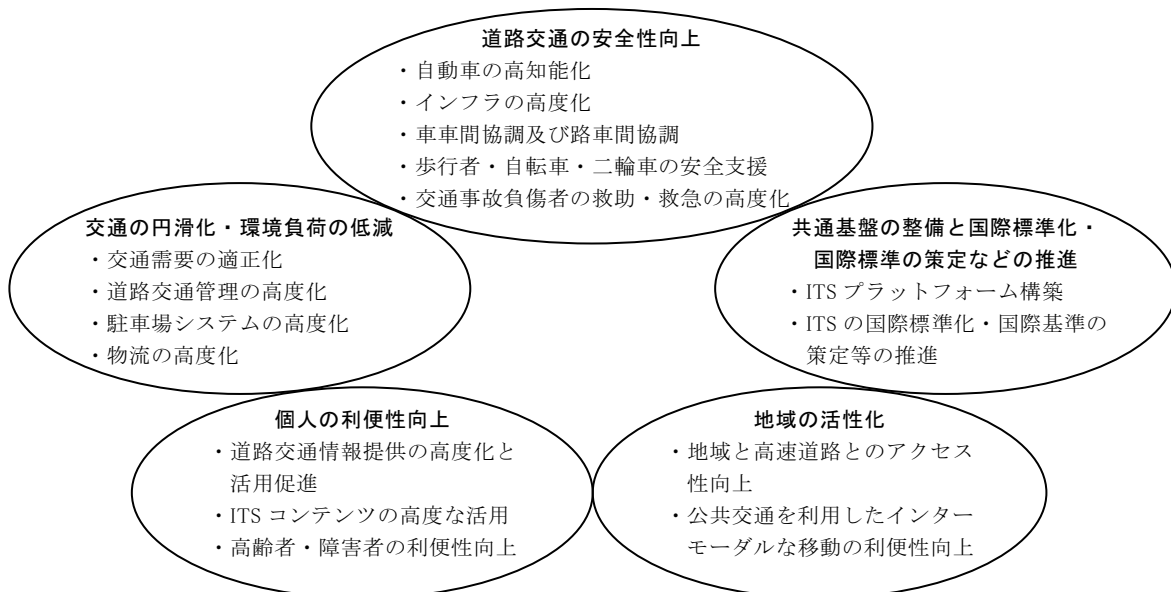 道路交通の安全性向上
・自動車の高知能化
・インフラの高度化
・車車間協調及び路車間協調
・歩行者・自転車・二輪車の安全支援
・交通事故負傷者の救助・救急の高度化
交通の円滑化・環境負荷の低減
・交通需要の適正化
・道路交通管理の高度化
・駐車場システムの高度化
・物流の高度化
共通基盤の整備と国際標準化・
国際標準の策定などの推進
・ITS プラットフォーム構築
・ITS の国際標準化・国際基準の
策定等の推進
個人の利便性向上
・道路交通情報提供の高度化と
活用促進
・ITS コンテンツの高度な活用
・高齢者・障害者の利便性向上
地域の活性化
・地域と高速道路とのアクセス
性向上
・公共交通を利用したインター
モーダルな移動の利便性向上